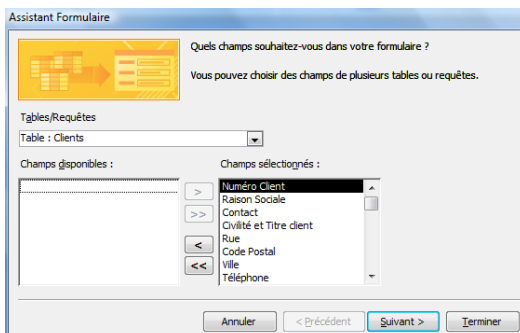 Assistant Formulaire
Quels champs souhaitez-vous dans votre formulaire ?
Vous pouvez choisir des champs de plusieurs tables ou requêtes.
Tables/Requêtes
Table : Clients
Champs disponibles :
Champs sélectionnés :
>
>>
<
<<
Numéro Client
Raison Sociale
Contact
Civilité et Titre client
Rue
Code Postal
Ville
Téléphone
Annuler
< Précédent
Suivant >
Terminer